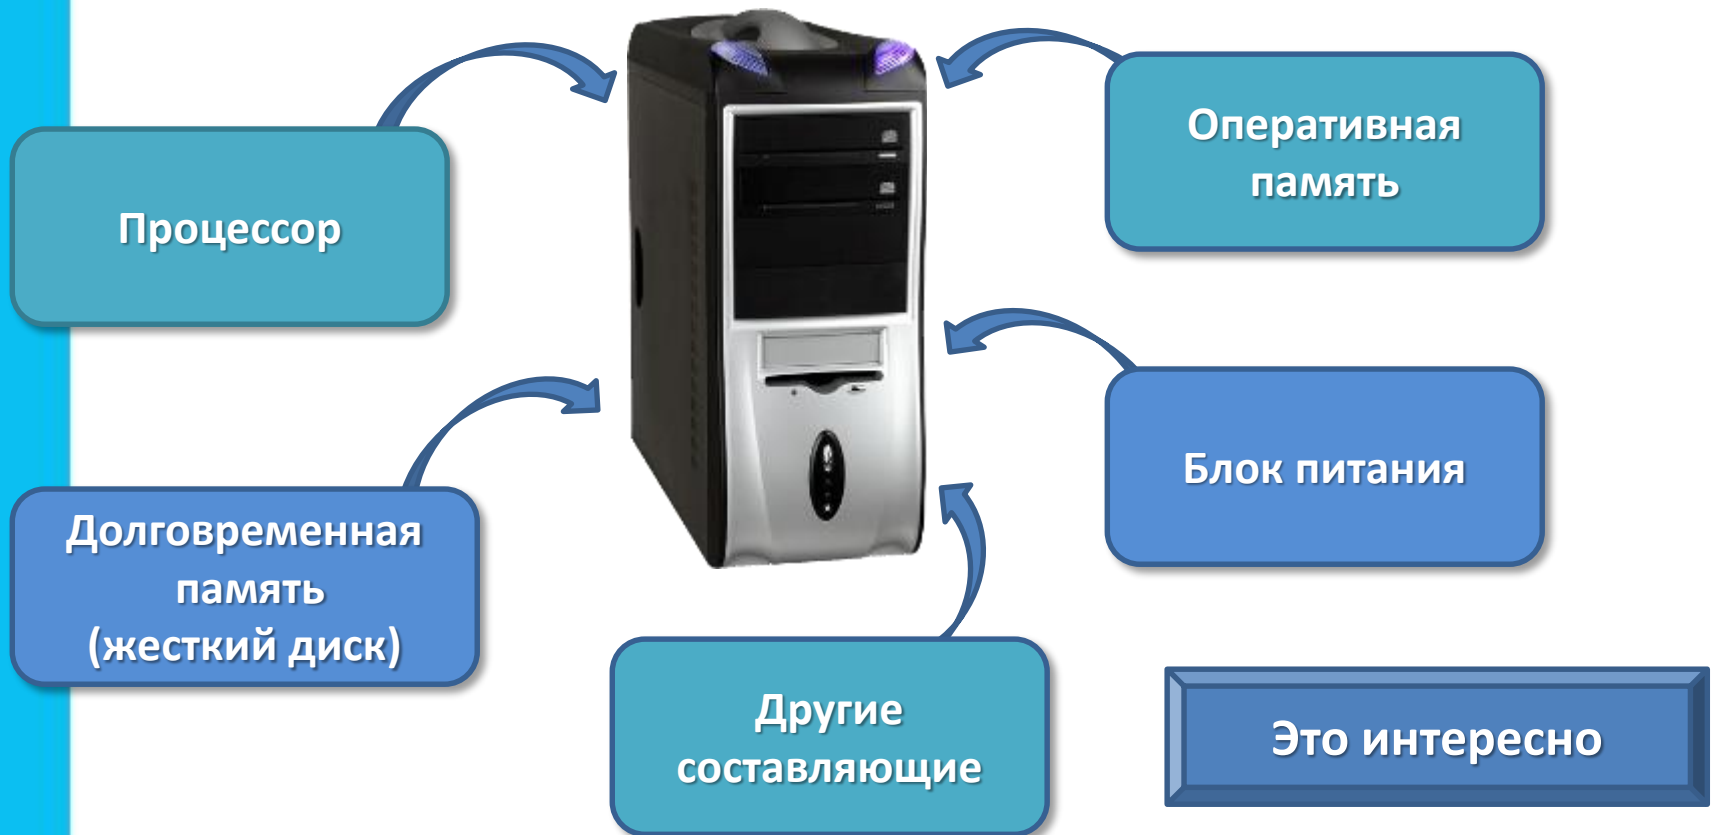 Процессор
Оперативная
память
Долговременная
память
(жесткий диск)
Блок питания
Другие
составляющие
Это интересно